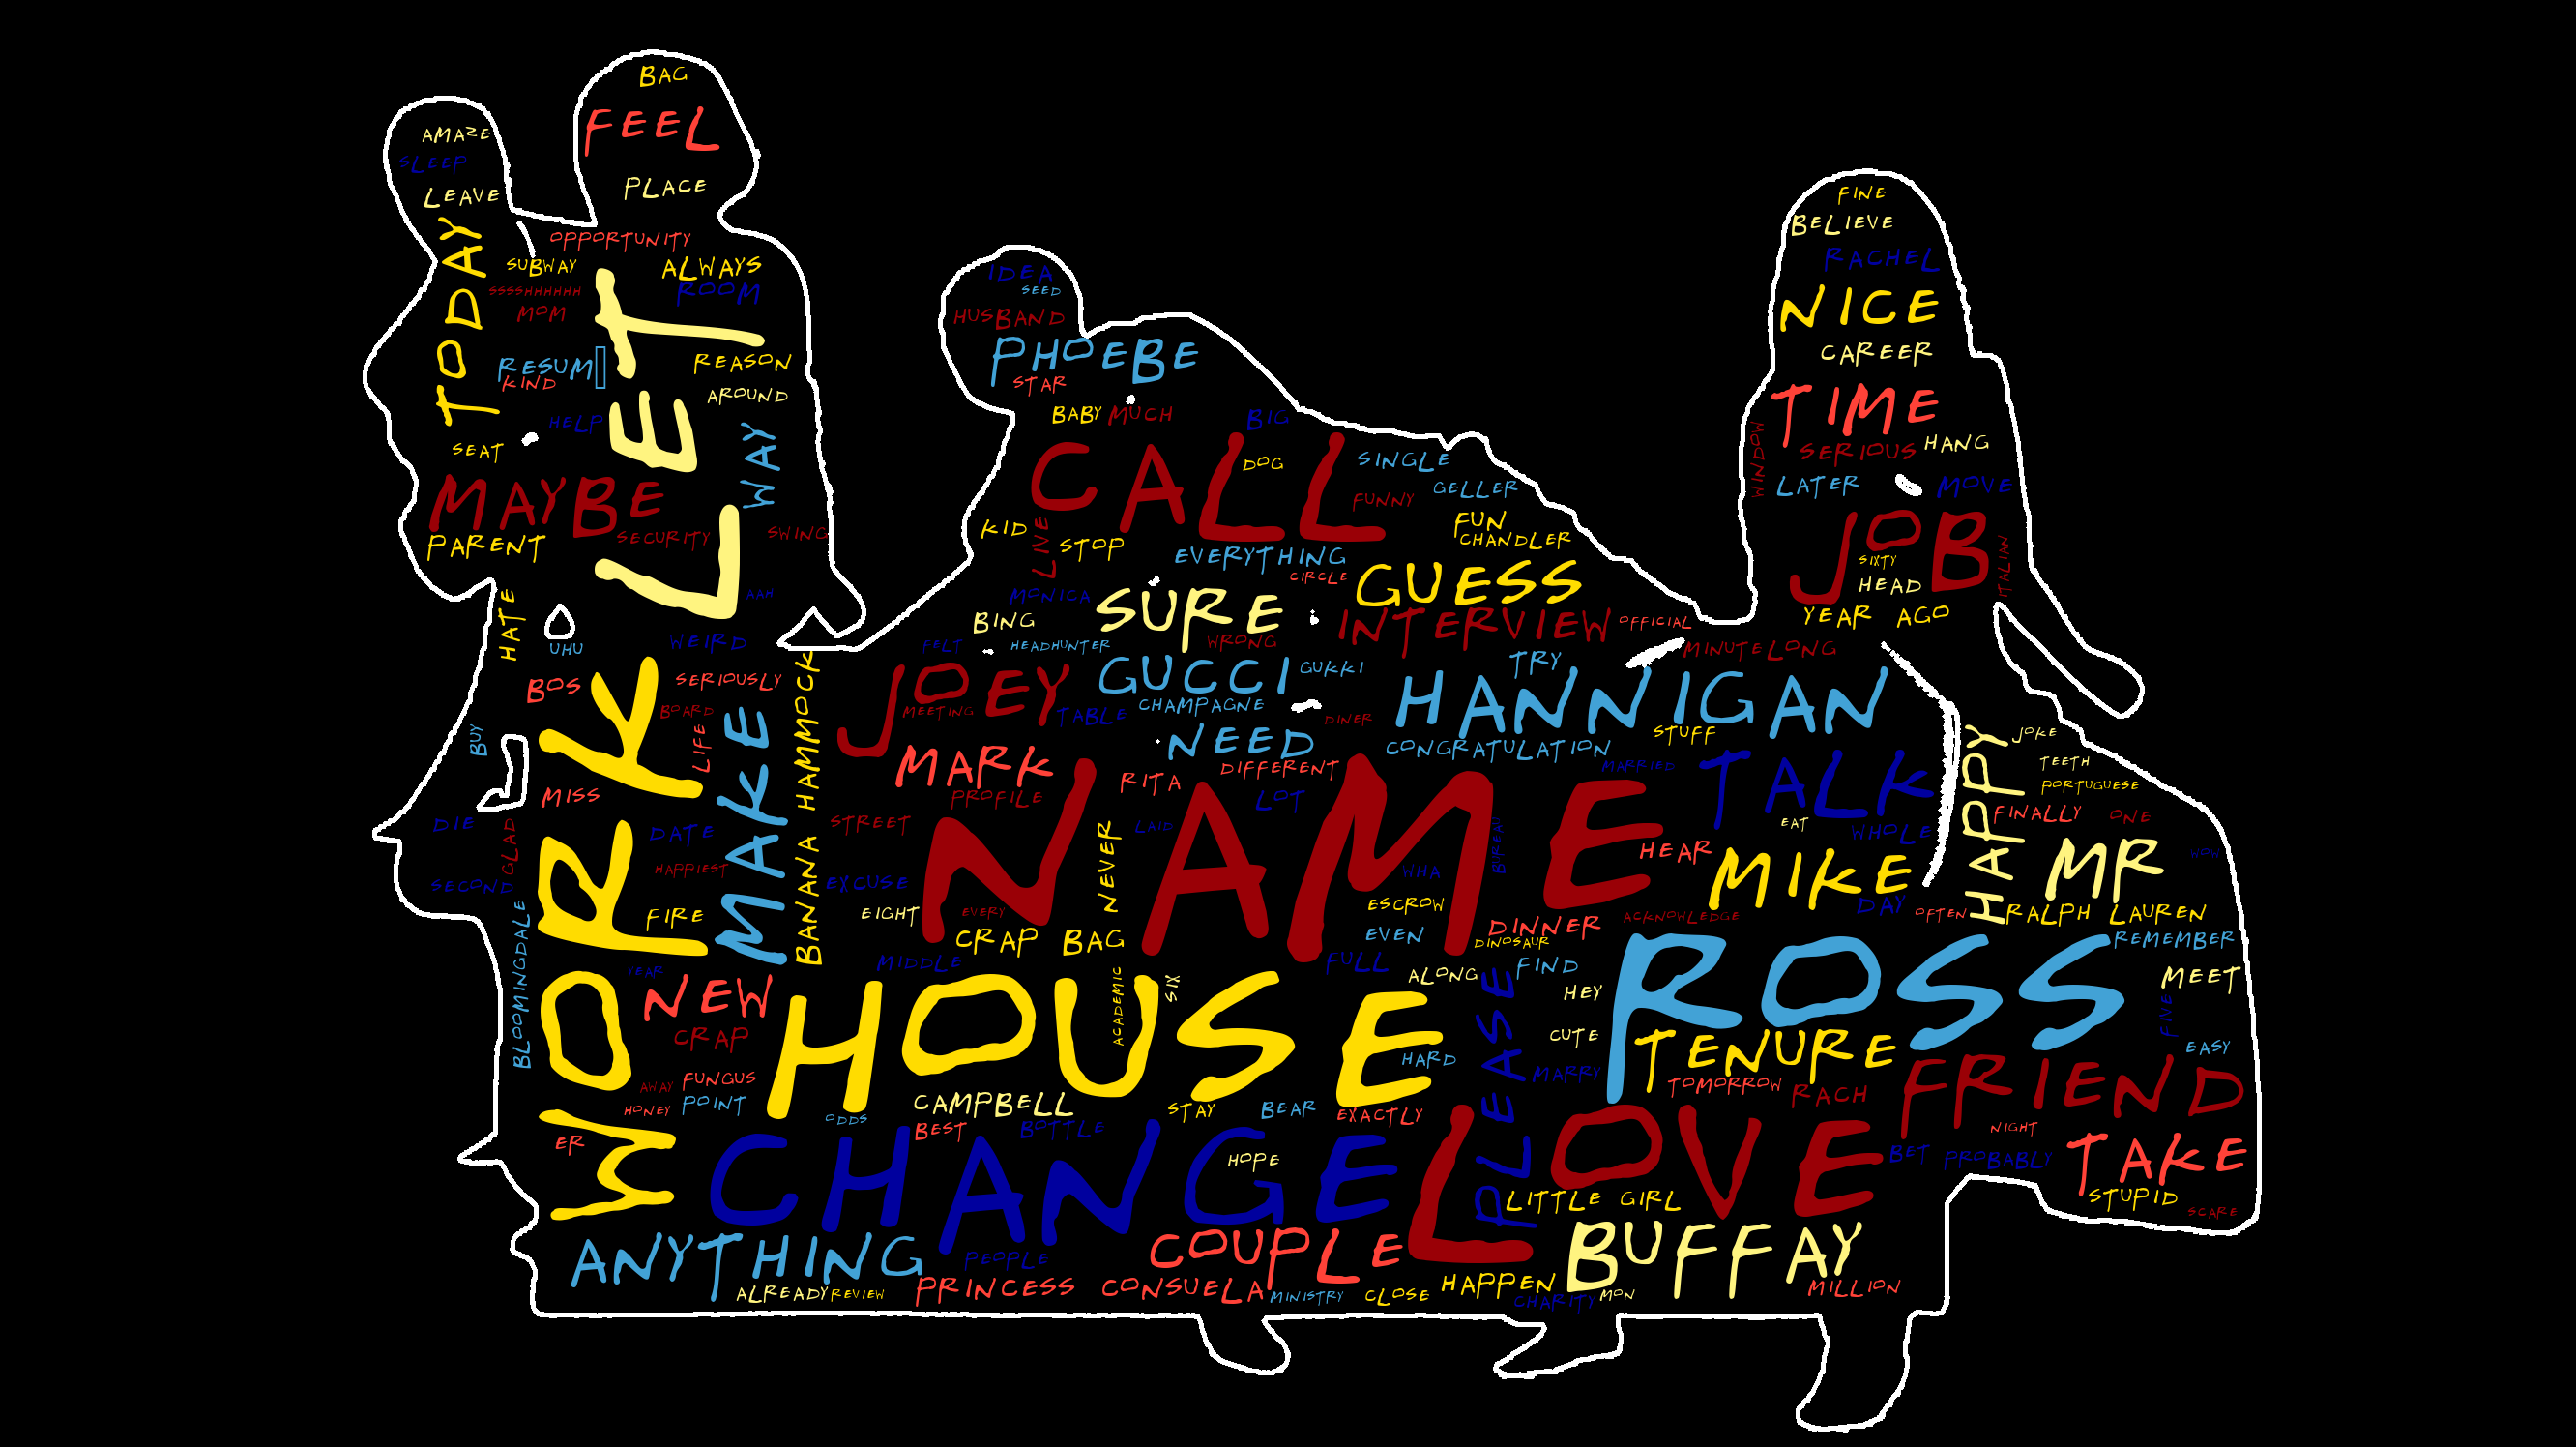 BAG
FEEL
PLACE
AMAZE
SLEEP
LEAVE
TODAY
OPPORTUNITY
SUBWAY
ALWAYS
SSSSHHHHHH
ROOM
MOM
LET
RESUM
KIND
REASON
AROUND
HELP
WAY
SEAT
MAYBE
SECURITY
SWING
PARENT
HATE
AAH
UHU
WEIRD
BOS
SERIOUSLY
BOARD
BUY
LIFE
MAKE
BANANA HAMMOCK
WORK
MISS
DIE
GLAD
DATE
HAPPIEST
SECOND
FIRE
BLOOMINGDALE
YEAR
NEW
CRAP
AWAY
FUNGUS
HONEY
POINT
ER
IDEA
SEED
HUSBAND
PHOEBE
STAR
BABY
MUCH
BIG
CALL
DOG
SINGLE
FUNNY
GELLER
KID
LIVE
STOP
FUN
CHANDLER
EVERYTHING
CIRCLE
GUESS
MONICA
SURE
BING
INTERVIEW
OFFICIAL
FELT
HEADHUNTER
WRONG
MINUTELONG
TRY
JOEY
GUCCI
GUKKI
HANNIGAN
MEETING
TABLE
CHAMPAGNE
DINER
STUFF
NEED
CONGRATULATION
MARK
RITA
DIFFERENT
MARRIED
TALK
PROFILE
LOT
STREET
NAME
NEVER
LAID
BREAD
EAT
WHOLE
HEAR
WHA
MIKE
EXCUSE
EIGHT
EVERY
ESCROW
DAY
OFTEN
CRAP BAG
EVEN
DINNER
ACKNOWLEDGE
DINOSAUR
MIDDLE
FULL
ALONG
FIND
HOUSE
ACADEMIC
SIX
HEY
PLEASE
ROSS
CUTE
TENURE
HARD
MARRY
TOMORROW
RACH
CAMPBELL
ODDS
STAY
BEAR
EXACTLY
BEST
BOTTLE
CHANGE
HOPE
LOVE
LITTLE GIRL
ANYTHING
PEOPLE
COUPLE
BUFFAY
ALREADY
REVIEW
PRINCESS CONSUELA
MINISTRY
CLOSE
HAPPEN
CHARITY
MON
MILLION
FINE
BELIEVE
RACHEL
NICE
CAREER
TIME
WINDOW
SERIOUS
HANG
LATER
MOVE
JOB
SIXTY
HEAD
ITALIAN
YEAR AGO
HAPPY
JOKE
TEETH
PORTUGUESE
FINALLY
ONE
MR
WOW
RALPH LAUREN
REMEMBER
MEET
FIVE
EASY
FRIEND
NIGHT
BET
PROBABLY
TAKE
STUPID
SCARE